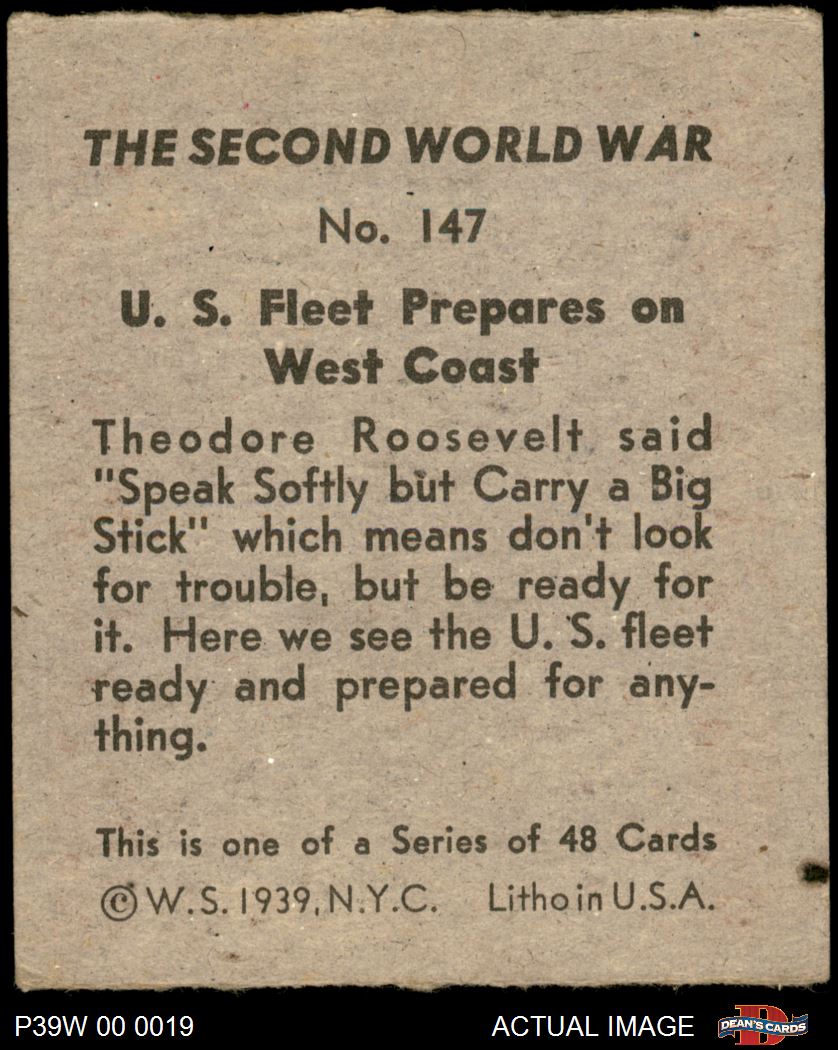 THE SECOND WORLD WAR
No. 147
U. S. Fleet Prepares on
West Coast
Theodore Roosevelt said
"Speak Softly but Carry a Big
Stick" which means don't look
for trouble, but be ready for
it. Here we see the U. S. fleet
ready and prepared for any-
thing.
This is one of a Series of 48 Cards
©W.S. 1939, N.Y.C. Litho in U.S.A.
P39W 00 0019 ACTUAL IMAGE DEAN'S CARDS